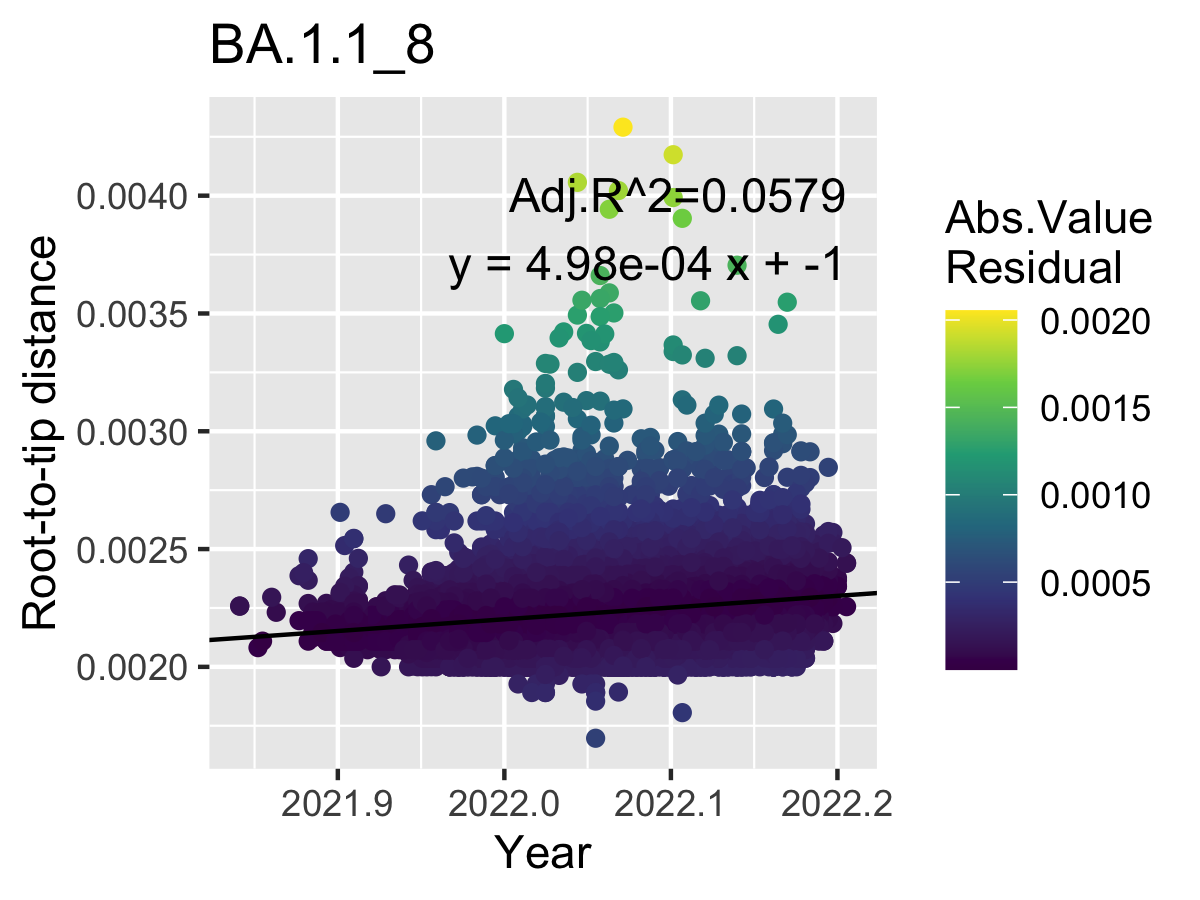 BA.1.1_8
Adj.R^2=0.0579
y = 4.98e-04 x + -1
0.0040
0.0035
0.0030
0.0025
0.0020
Root-to-tip distance
2021.9 2022.0 2022.1 2022.2
Year
Abs.Value
Residual
0.0020
0.0015
0.0010
0.0005